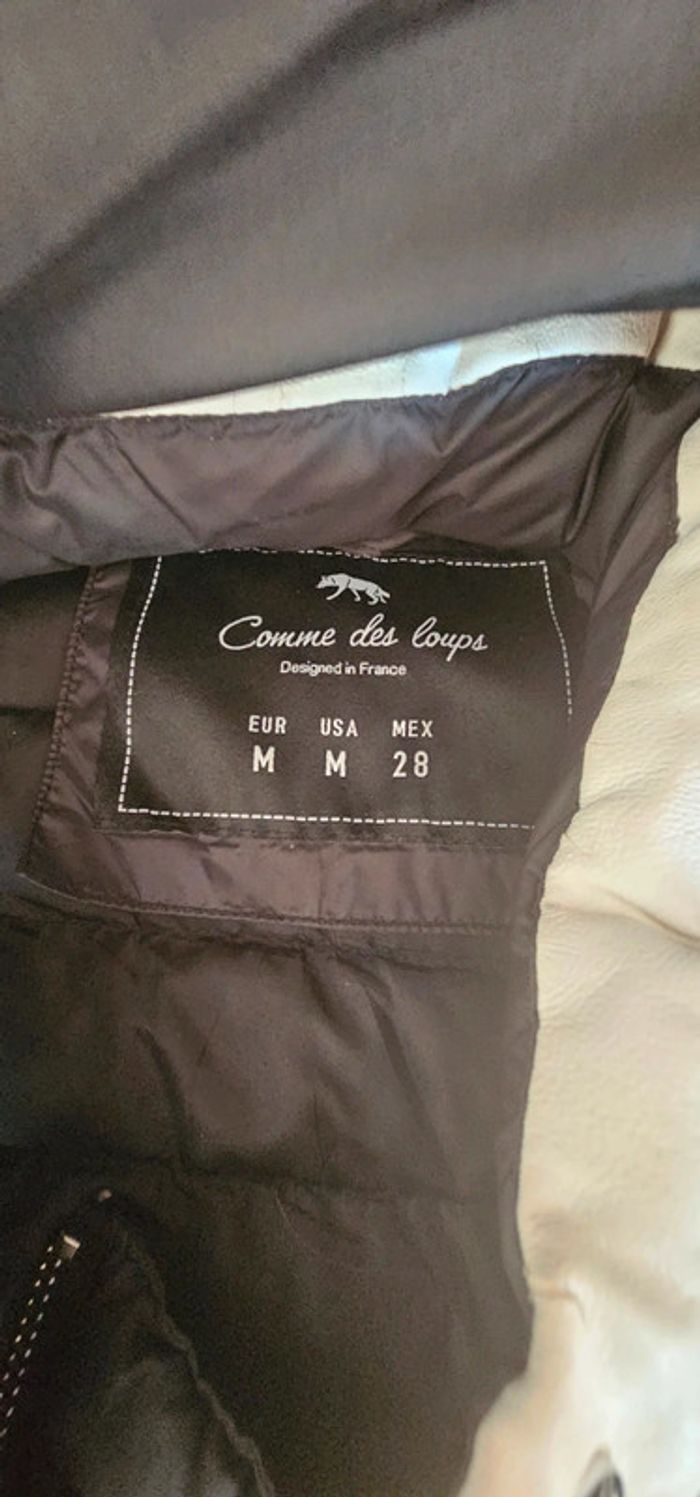 Comme des loups
Designed in France
EUR USA MEX
M M 28